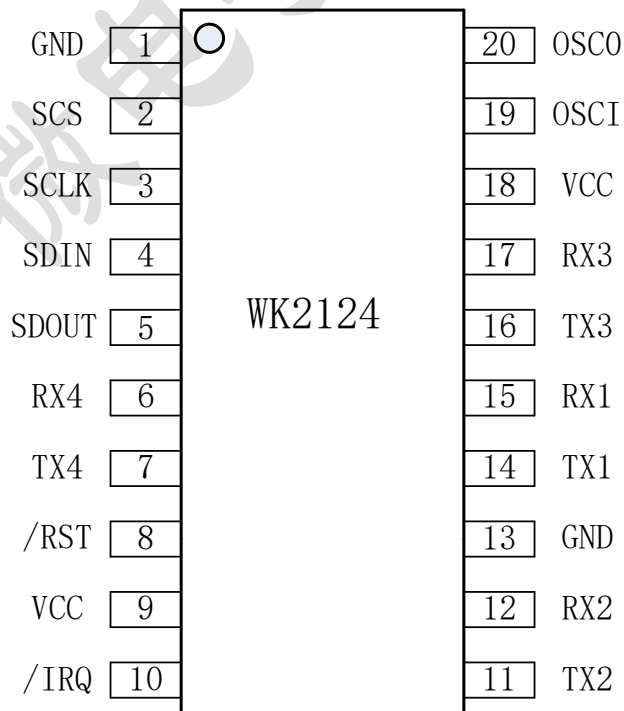 GND 1 20 OSCO
SCS 2 19 OSCI
SCLK 3 18 VCC
SDIN 4 17 RX3
WK2124
SDOUT 5 16 TX3
RX4 6 15 RX1
TX4 7 14 TX1
/RST 8 13 GND
VCC 9 12 RX2
/IRQ 10 11 TX2
微电